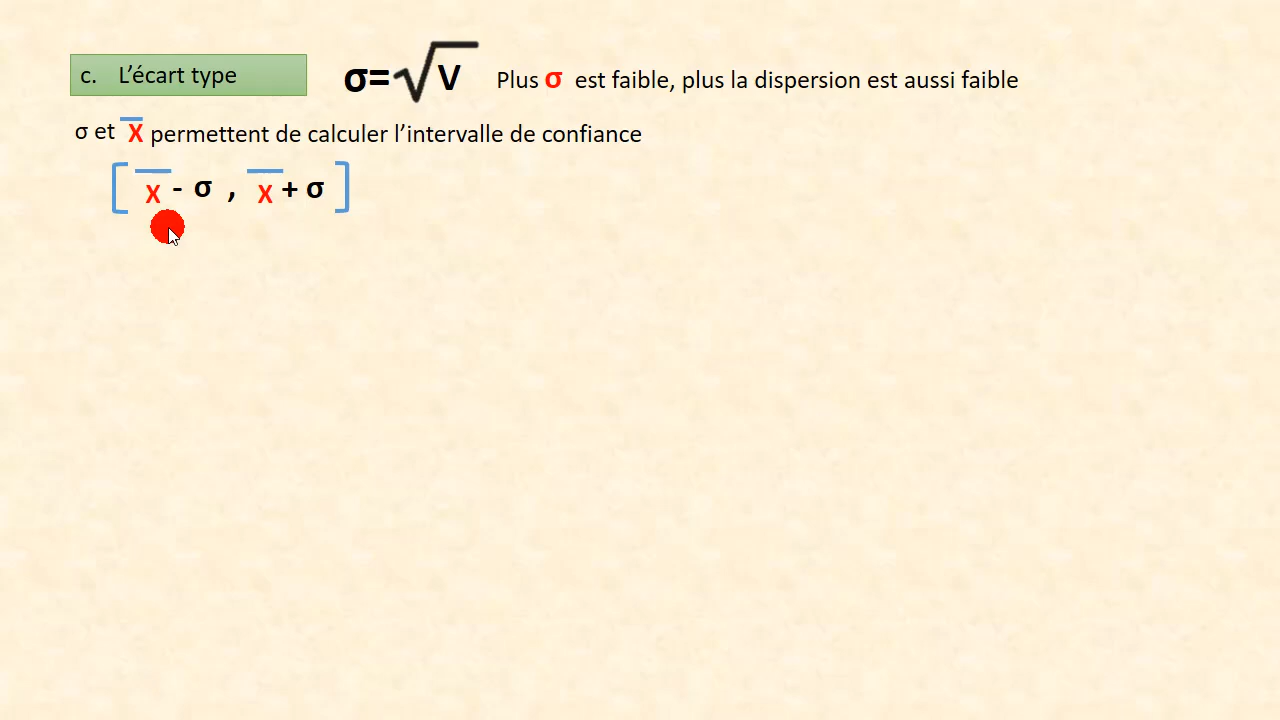 c. L'écart type σ=√V Plus σ est faible, plus la dispersion est aussi faible
σ et X̅ permettent de calculer l'intervalle de confiance
[ X̅ - σ , X̅ + σ ]